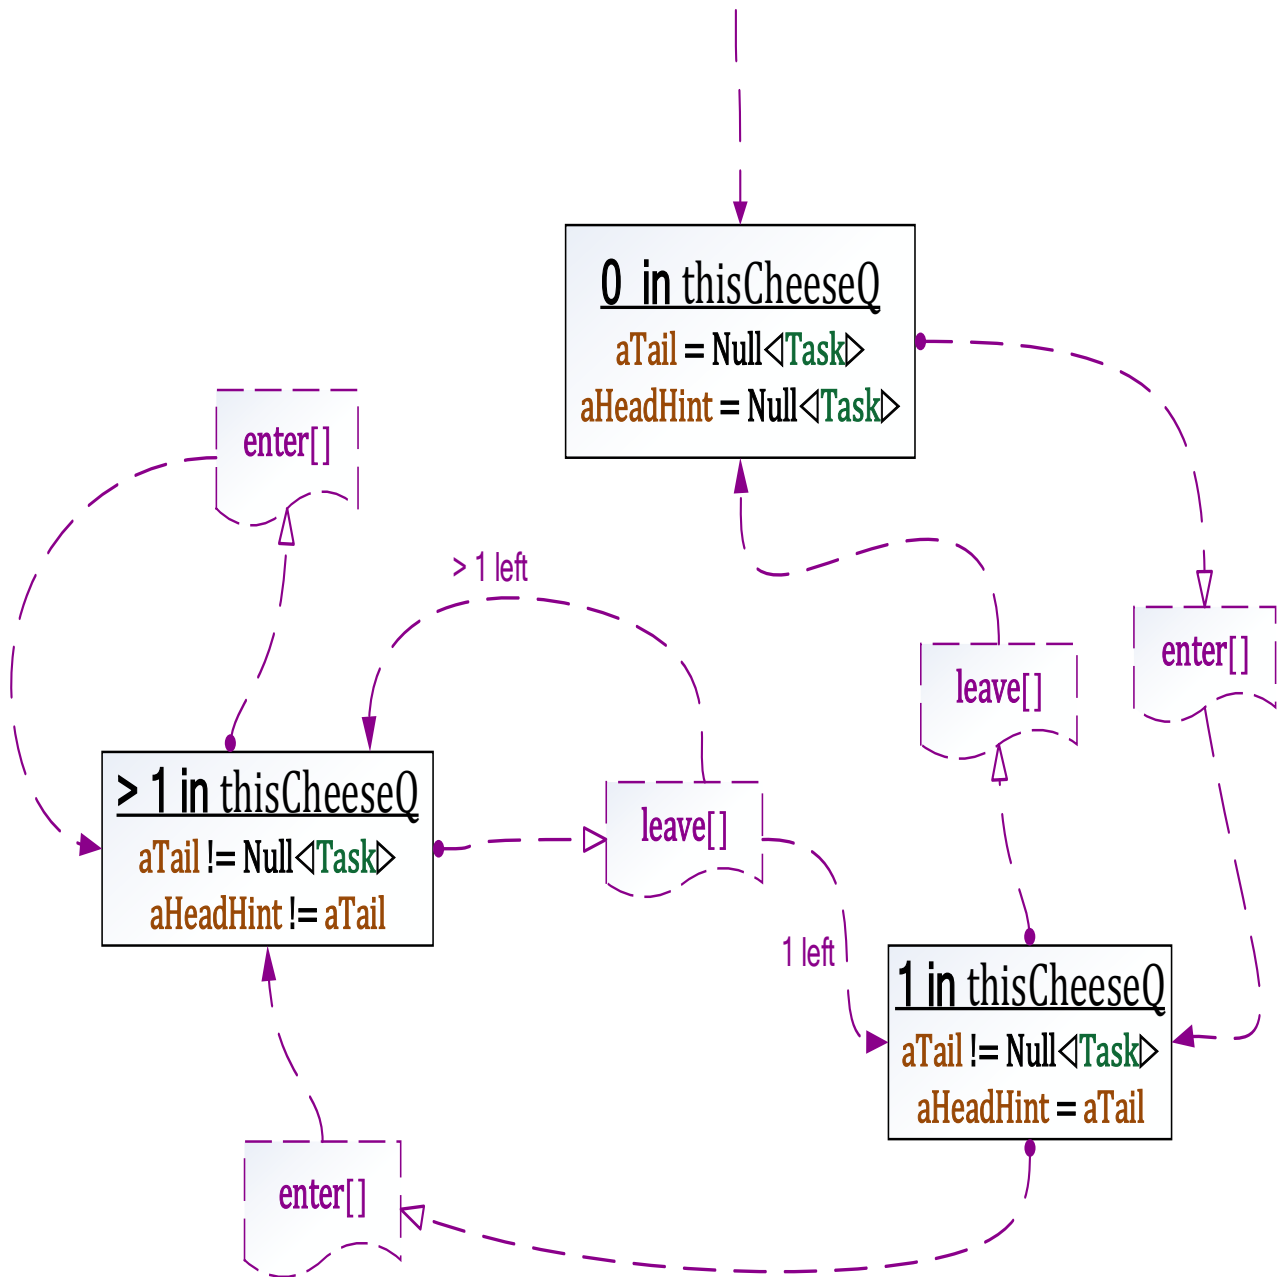 0 in thisCheeseQ
aTail = Null◁Task▷
aHeadHint = Null◁Task▷
enter[]
> 1 left
enter[]
leave[]
> 1 in thisCheeseQ
aTail != Null◁Task▷
aHeadHint != aTail
leave[]
1 left
1 in thisCheeseQ
aTail != Null◁Task▷
aHeadHint = aTail
enter[]